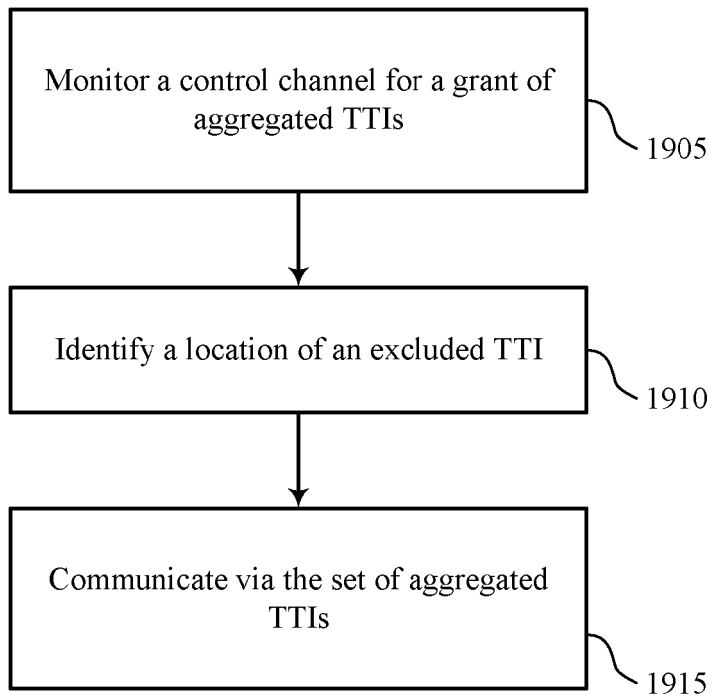 Monitor a control channel for a grant of
aggregated TTIs
1905
Identify a location of an excluded TTI
1910
Communicate via the set of aggregated
TTIs
1915